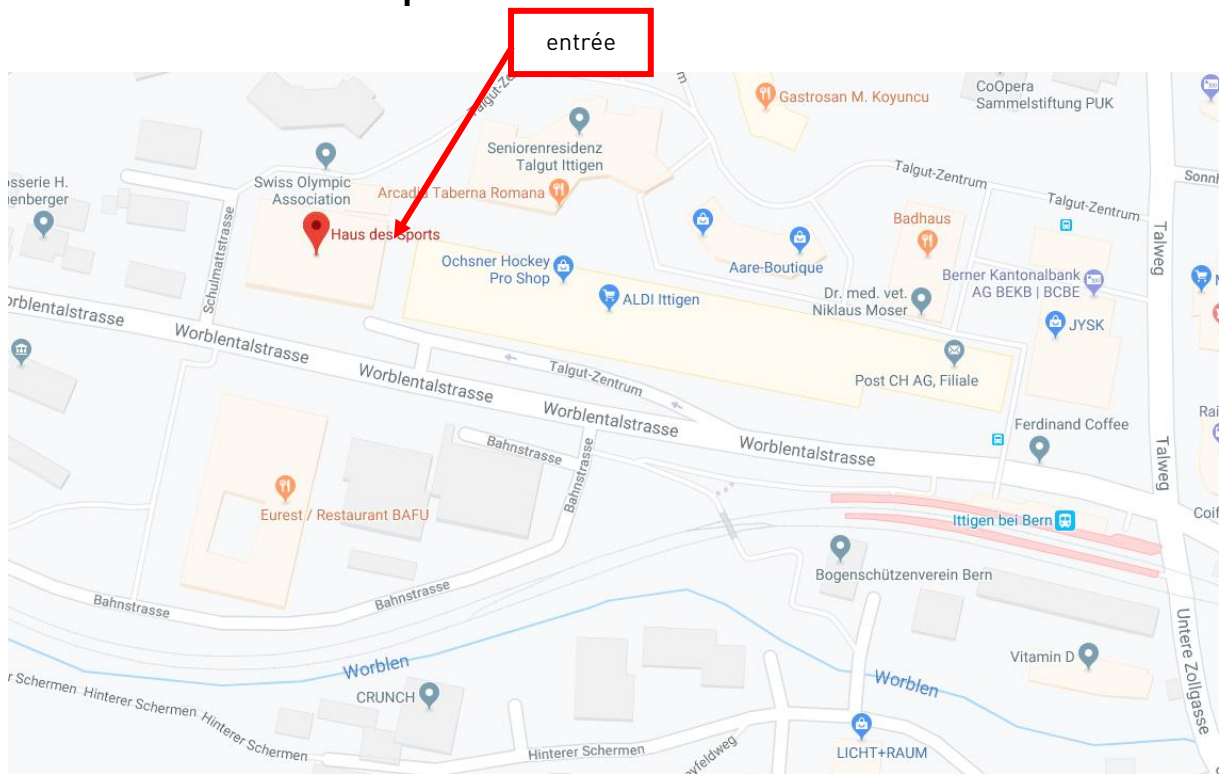 entrée
Talgut-Zentrum
Gastrosan M. Koyuncu
CoOpera
Sammelstiftung PUK
Seniorenresidenz
Talgut Ittigen
Swiss Olympic
Association
Arcadia Taberna Romana
Haus des Sports
Schulmattstrasse
Badhaus
Talgut-Zentrum
Talgut-Zentrum
Talweg
Aare-Boutique
Ochsner Hockey
Pro Shop
ALDI Ittigen
Dr. med. vet.
Niklaus Moser
Berner Kantonalbank
AG BEKB | BCBE
JYSK
Worblentalstrasse
Worblentalstrasse
Worblentalstrasse
Worblentalstrasse
Talgut-Zentrum
Post CH AG, Filiale
Ferdinand Coffee
Talweg
Bahnstrasse
Bahnstrasse
Eurest / Restaurant BAFU
Ittigen bei Bern
Bogenschützenverein Bern
Bahnstrasse
Bahnstrasse
Untere Zollgasse
Worblen
Worblen
Vitamin D
CRUNCH
Hinterer Schermen
Hinterer Schermen
Hinterer Schermen
LICHT+RAUM